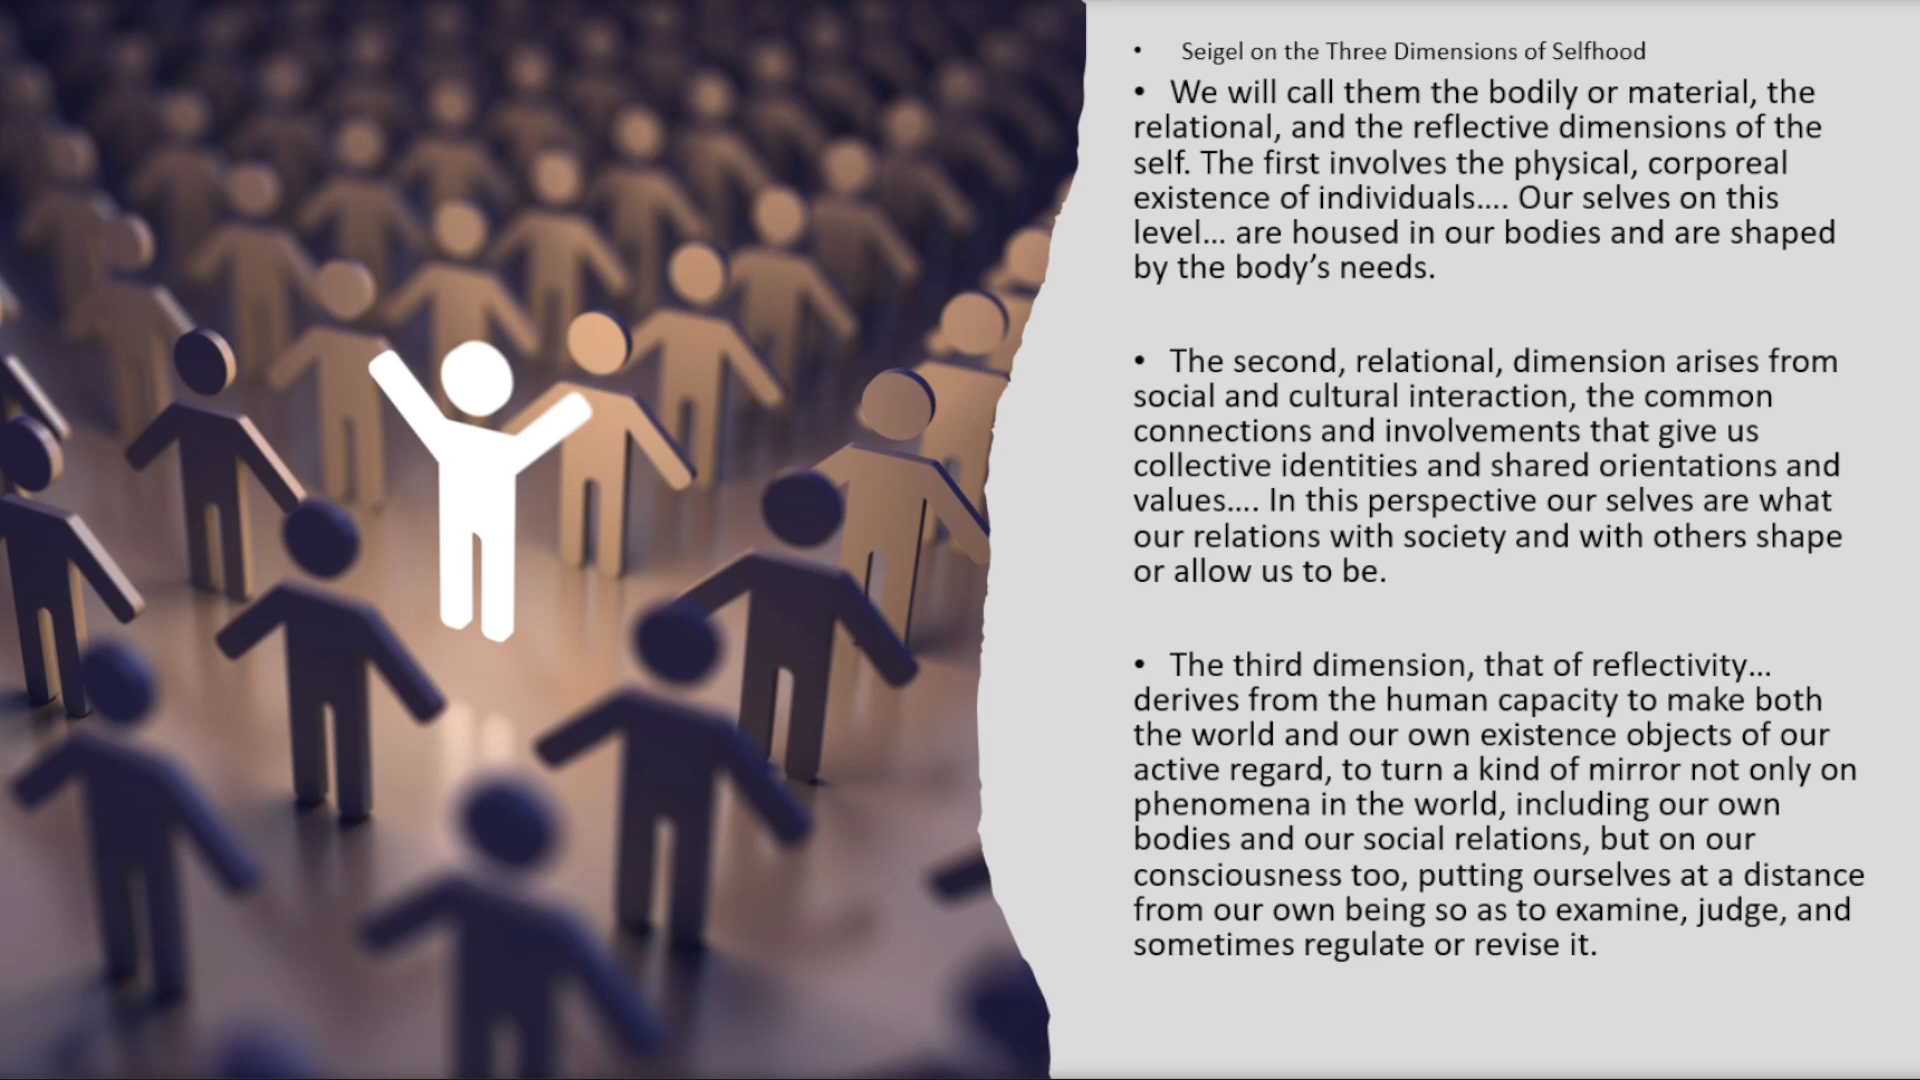 • Seigel on the Three Dimensions of Selfhood
• We will call them the bodily or material, the
relational, and the reflective dimensions of the
self. The first involves the physical, corporeal
existence of individuals…. Our selves on this
level… are housed in our bodies and are shaped
by the body’s needs.
• The second, relational, dimension arises from
social and cultural interaction, the common
connections and involvements that give us
collective identities and shared orientations and
values…. In this perspective our selves are what
our relations with society and with others shape
or allow us to be.
• The third dimension, that of reflectivity…
derives from the human capacity to make both
the world and our own existence objects of our
active regard, to turn a kind of mirror not only on
phenomena in the world, including our own
bodies and our social relations, but on our
consciousness too, putting ourselves at a distance
from our own being so as to examine, judge, and
sometimes regulate or revise it.